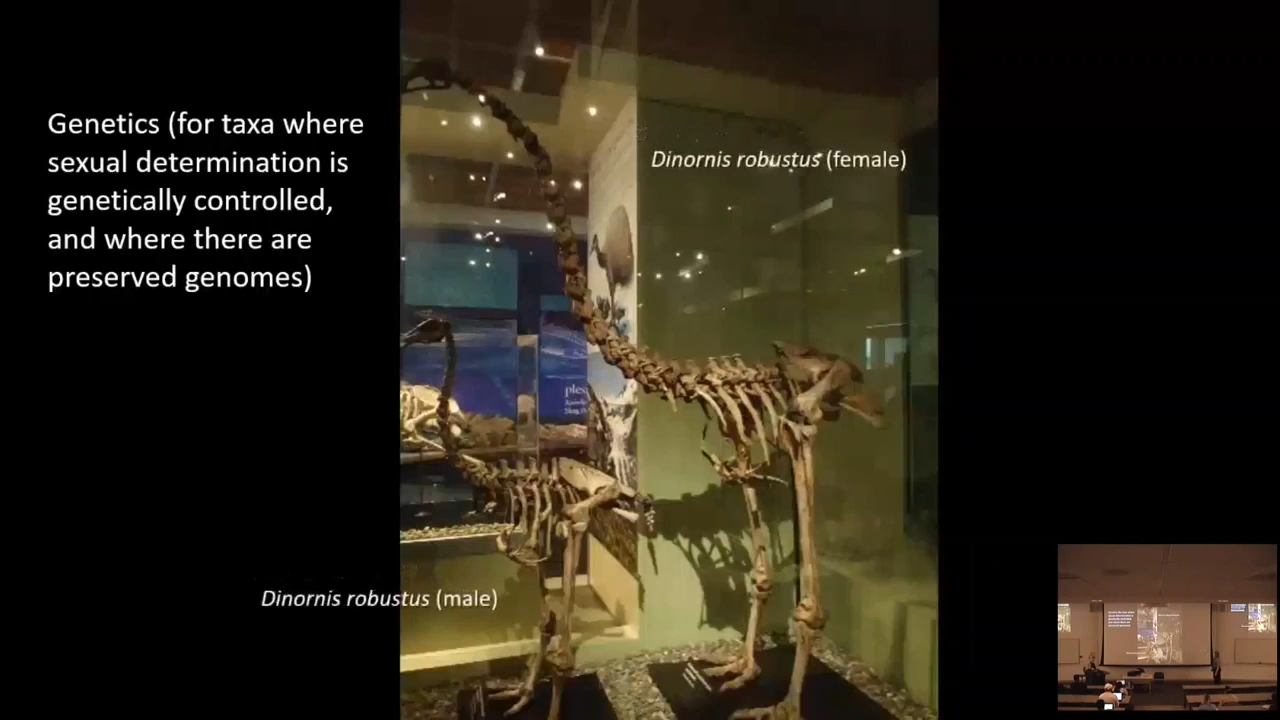 Genetics (for taxa where
sexual determination is
genetically controlled,
and where there are
preserved genomes)
Dinornis robustus (female)
Dinornis robustus (male)